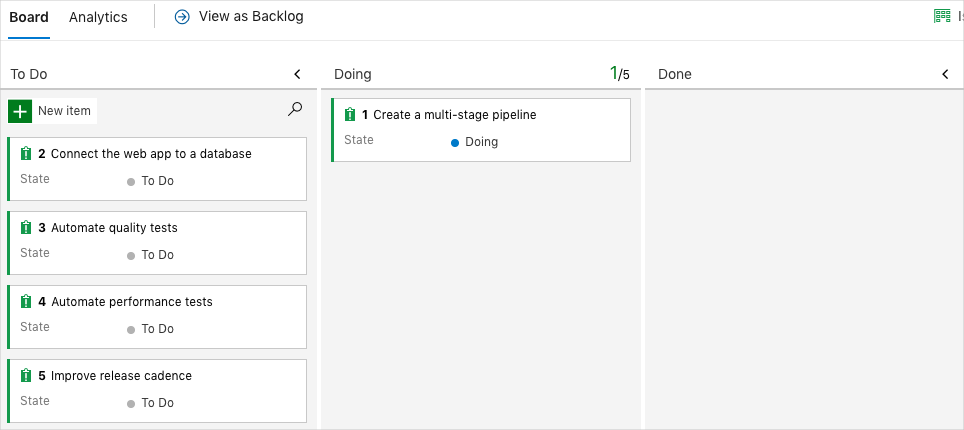 Board Analytics View as Backlog
To Do
New item
2 Connect the web app to a database
State To Do
3 Automate quality tests
State To Do
4 Automate performance tests
State To Do
5 Improve release cadence
State To Do
Doing 1/5
1 Create a multi-stage pipeline
State Doing
Done